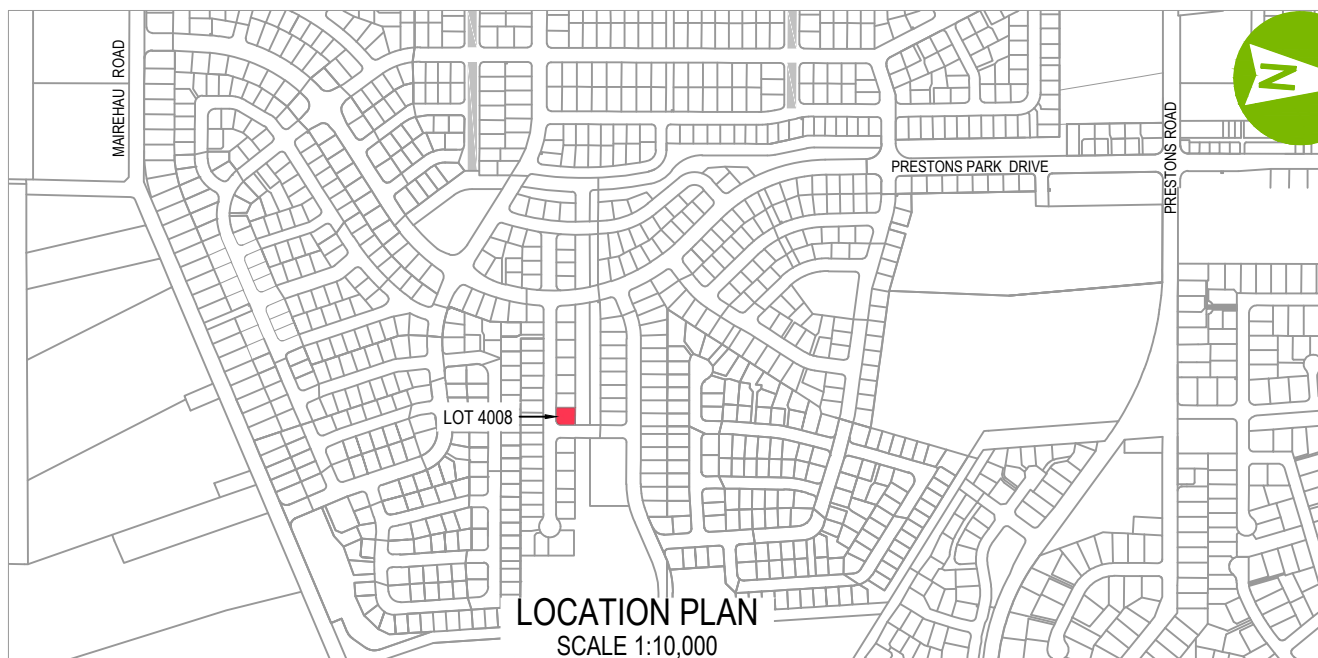 MAIREHAU ROAD
N
PRESTONS PARK DRIVE
PRESTONS ROAD
LOT 4008
LOCATION PLAN
SCALE 1:10,000